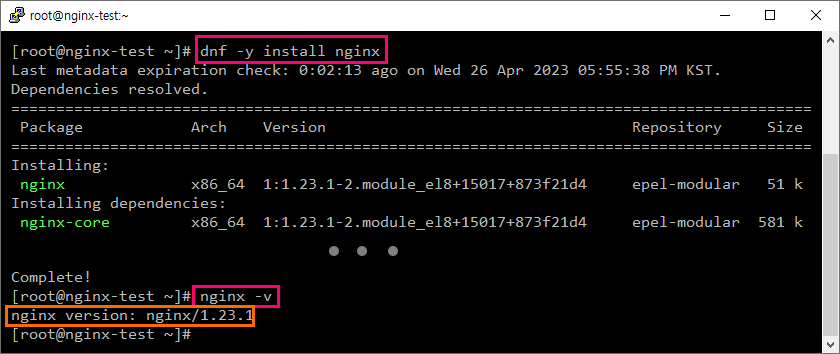 root@nginx-test:~
[root@nginx-test ~]# dnf -y install nginx
Last metadata expiration check: 0:02:13 ago on Wed 26 Apr 2023 05:55:38 PM KST.
Dependencies resolved.
================================================================================
Package Arch Version Repository Size
================================================================================
Installing:
nginx x86_64 1:1.23.1-2.module_el8+15017+873f21d4 epel-modular 51 k
Installing dependencies:
nginx-core x86_64 1:1.23.1-2.module_el8+15017+873f21d4 epel-modular 581 k
● ● ●
Complete!
[root@nginx-test ~]# nginx -v
nginx version: nginx/1.23.1
[root@nginx-test ~]#